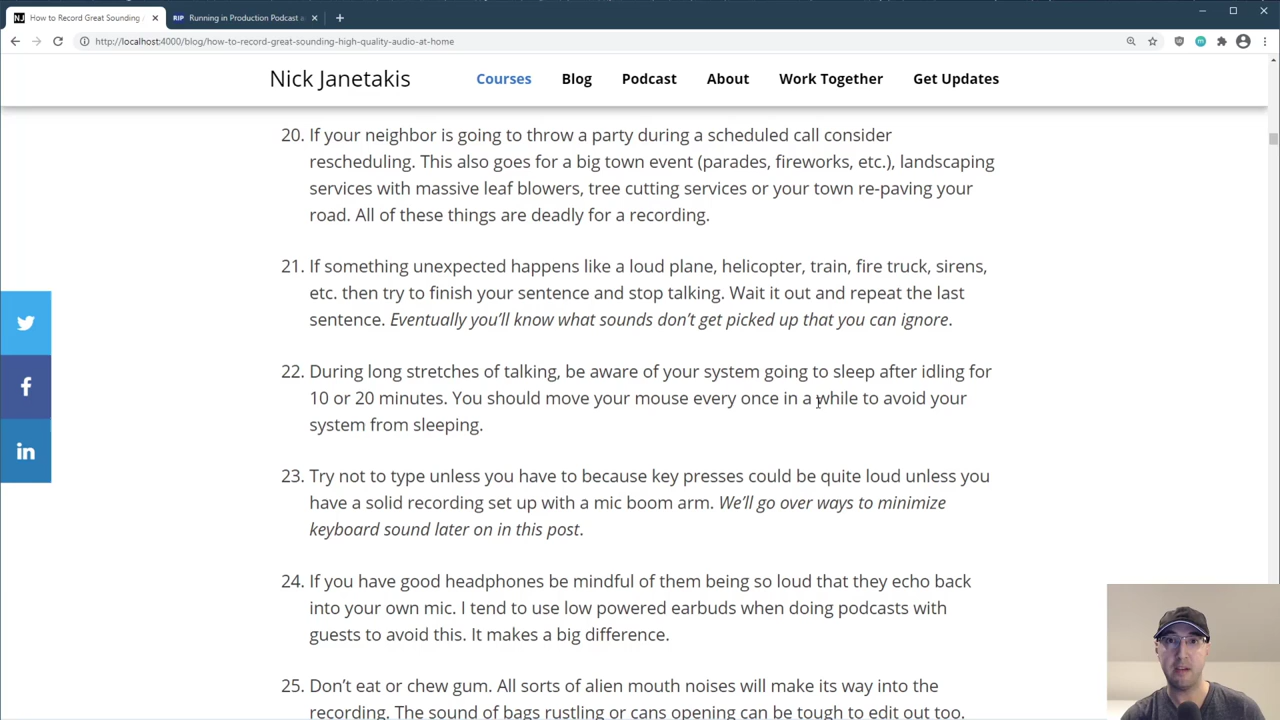 NJ How to Record Great Sounding
RIP Running in Production Podcast a
http://localhost:4000/blog/how-to-record-great-sounding-high-quality-audio-at-home
Nick Janetakis
Courses Blog Podcast About Work Together Get Updates
20. If your neighbor is going to throw a party during a scheduled call consider
rescheduling. This also goes for a big town event (parades, fireworks, etc.), landscaping
services with massive leaf blowers, tree cutting services or your town re-paving your
road. All of these things are deadly for a recording.
21. If something unexpected happens like a loud plane, helicopter, train, fire truck, sirens,
etc. then try to finish your sentence and stop talking. Wait it out and repeat the last
sentence. Eventually you’ll know what sounds don’t get picked up that you can ignore.
22. During long stretches of talking, be aware of your system going to sleep after idling for
10 or 20 minutes. You should move your mouse every once in a while to avoid your
system from sleeping.
23. Try not to type unless you have to because key presses could be quite loud unless you
have a solid recording set up with a mic boom arm. We’ll go over ways to minimize
keyboard sound later on in this post.
24. If you have good headphones be mindful of them being so loud that they echo back
into your own mic. I tend to use low powered earbuds when doing podcasts with
guests to avoid this. It makes a big difference.
25. Don’t eat or chew gum. All sorts of alien mouth noises will make its way into the
recording. The sound of bags rustling or cans opening can be tough to edit out too.